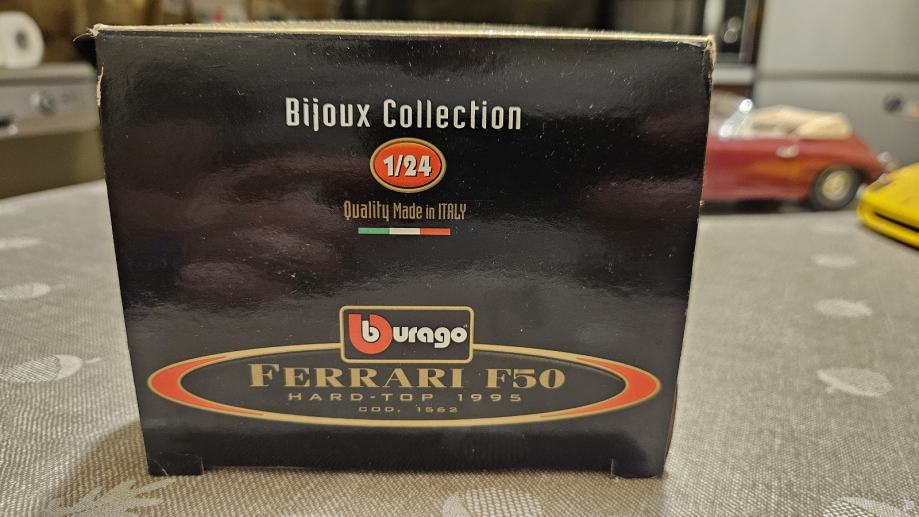 Bijoux Collection
1/24
Quality Made in ITALY
burago
FERRARI F50
HARD-TOP 1995
COD. 1562